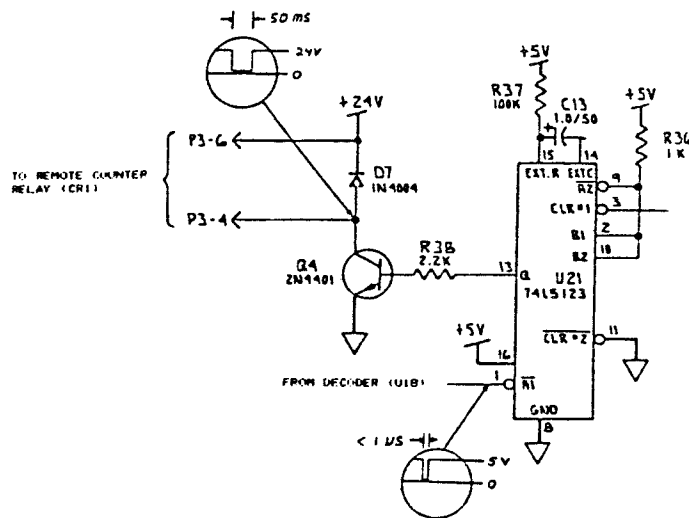 50 ms
24V
0
+24V
P3-6
TO REMOTE COUNTER
RELAY (CR1)
D7
1N4004
P3-4
Q4
2N4401
R38
2.2K
+5V
R37
100K
C13
+
1.0/50
+5V
R36
1K
15
14
EXT.R
EXTC
A2
9
CLR#1
3
B1
2
B2
10
13
Q
U21
74LS123
CLR#2
11
+5V
16
FROM DECODER (U18)
1
A1
GND
8
< 1 µS
5V
0